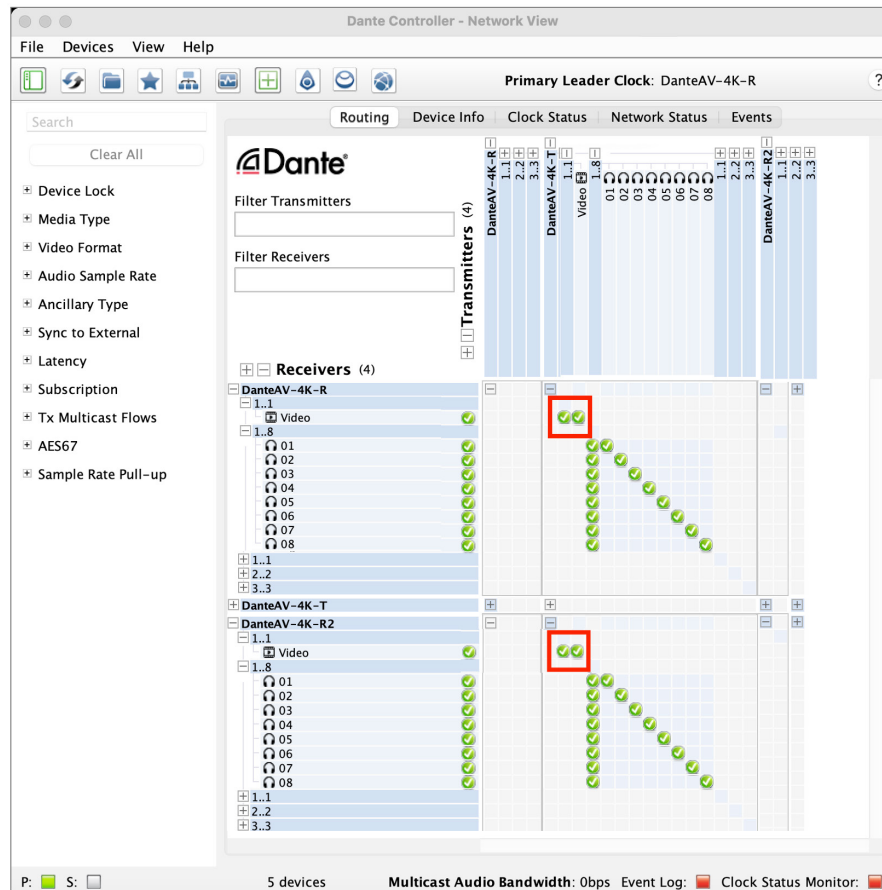 Dante Controller - Network View
File Devices View Help
Primary Leader Clock: DanteAV-4K-R
?
Search
Clear All
Device Lock
Media Type
Video Format
Audio Sample Rate
Ancillary Type
Sync to External
Latency
Subscription
Tx Multicast Flows
AES67
Sample Rate Pull-up
Routing Device Info Clock Status Network Status Events
Dante®
Filter Transmitters
Filter Receivers
Transmitters (4)
DanteAV-4K-R
1..1
2..2
3..3
DanteAV-4K-T
1..1
Video
1..8
01
02
03
04
05
06
07
08
1..1
2..2
3..3
DanteAV-4K-R2
1..1
2..2
3..3
Receivers (4)
DanteAV-4K-R
1..1
Video
1..8
01
02
03
04
05
06
07
08
1..1
2..2
3..3
DanteAV-4K-T
DanteAV-4K-R2
1..1
Video
1..8
01
02
03
04
05
06
07
08
1..1
2..2
3..3
P: S: 5 devices Multicast Audio Bandwidth: 0bps Event Log: Clock Status Monitor: